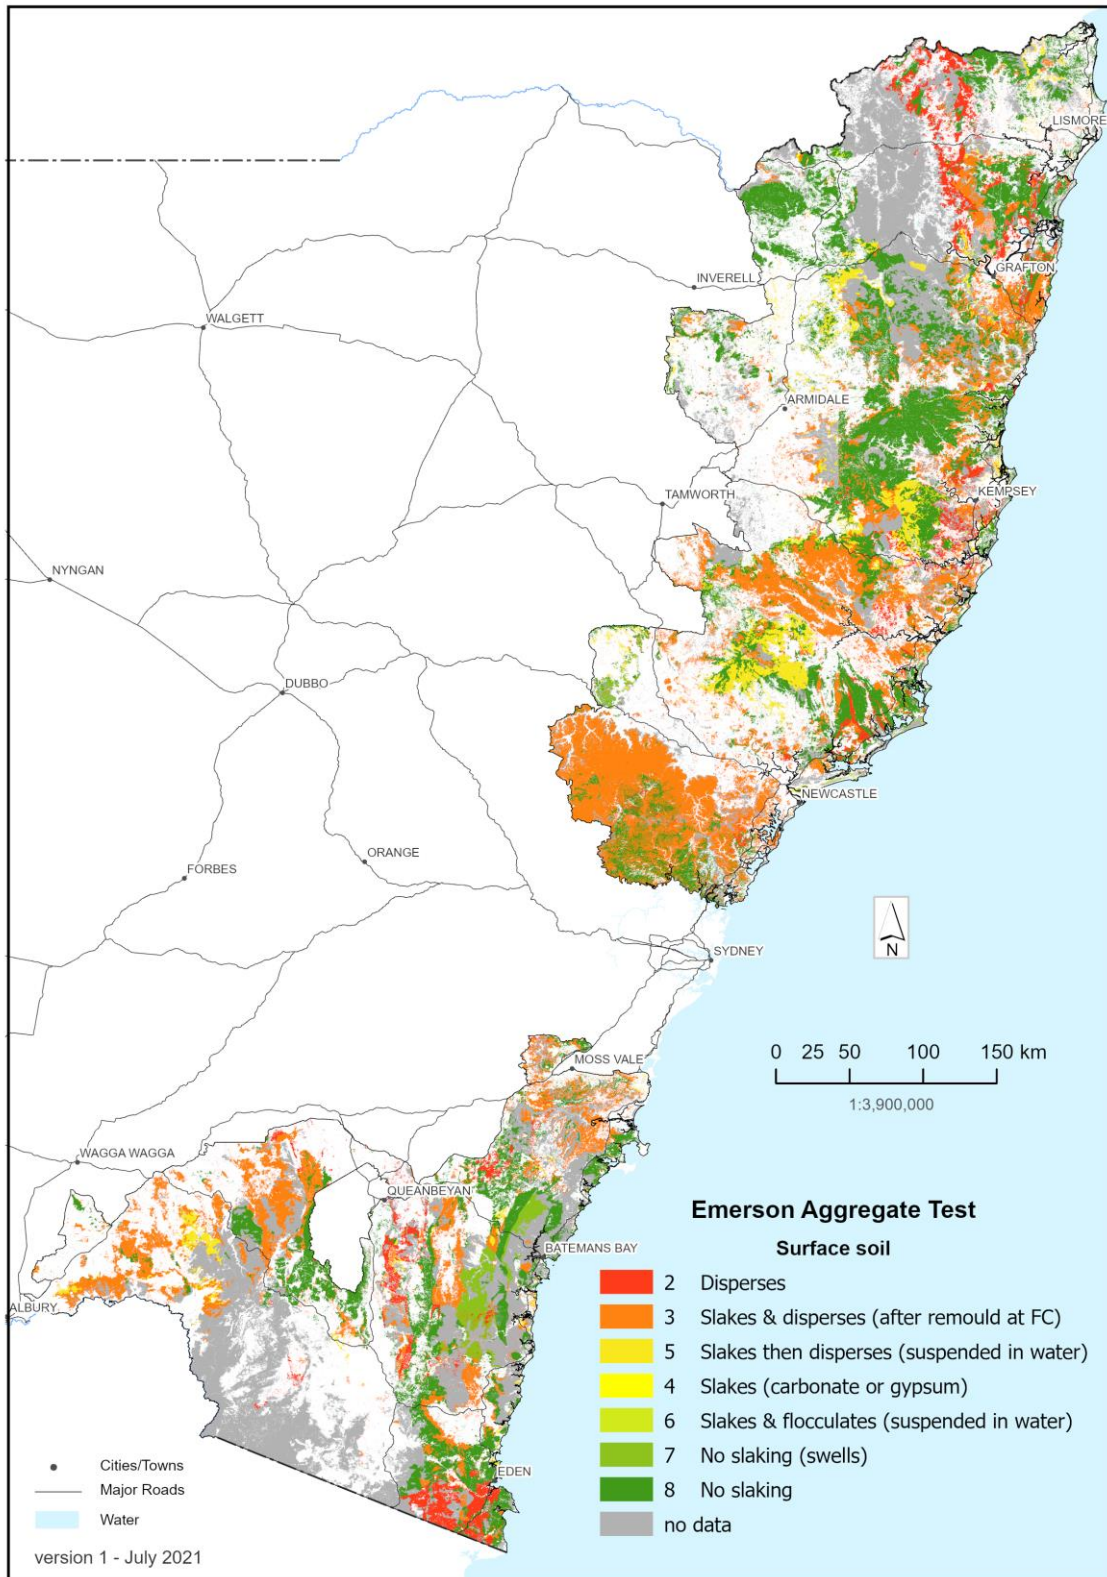 LISMORE
GRAFTON
INVERELL
WALGETT
ARMIDALE
KEMPSEY
TAMWORTH
NYNGAN
DUBBO
NEWCASTLE
ORANGE
FORBES
N
SYDNEY
MOSS VALE
0 25 50 100 150 km
1:3,900,000
WAGGA WAGGA
QUEANBEYAN
BATEMANS BAY
ALBURY
EDEN
Emerson Aggregate Test
Surface soil
2 Disperses
3 Slakes & disperses (after remould at FC)
5 Slakes then disperses (suspended in water)
4 Slakes (carbonate or gypsum)
6 Slakes & flocculates (suspended in water)
7 No slaking (swells)
8 No slaking
no data
Cities/Towns
Major Roads
Water
version 1 - July 2021